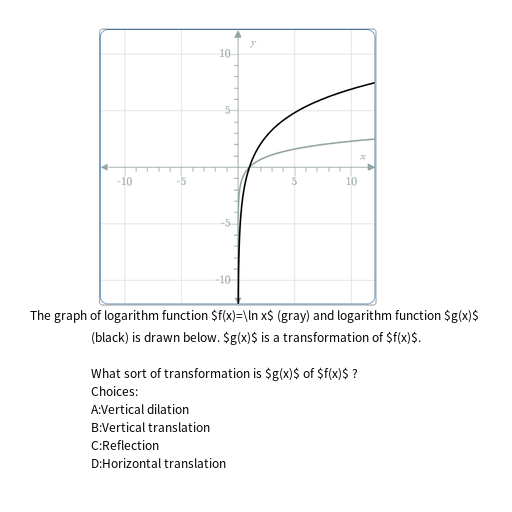 y
10
5
x
-10
-5
5
10
-5
-10
The graph of logarithm function $f(x)=\ln x$ (gray) and logarithm function $g(x)$
(black) is drawn below. $g(x)$ is a transformation of $f(x)$.
What sort of transformation is $g(x)$ of $f(x)$ ?
Choices:
A:Vertical dilation
B:Vertical translation
C:Reflection
D:Horizontal translation